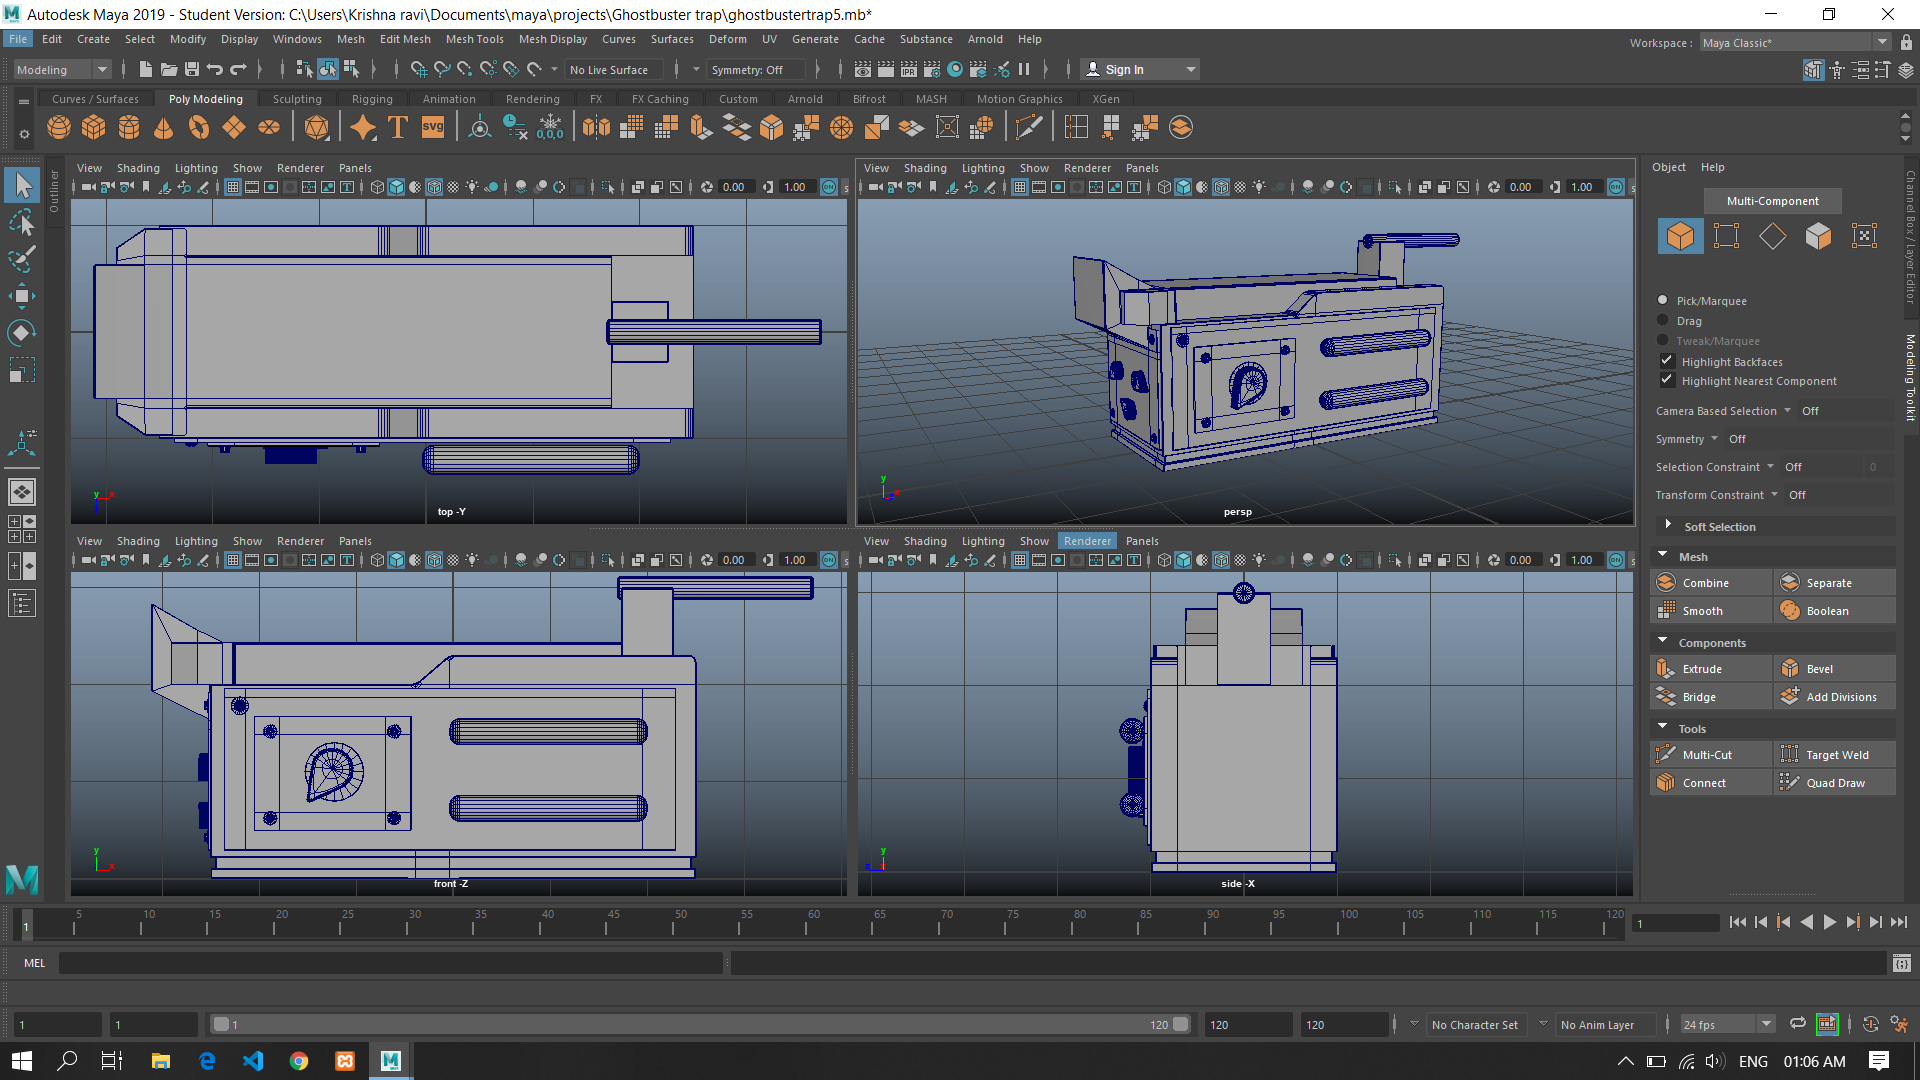 Autodesk Maya 2019 - Student Version: C:\Users\Krishna ravi\Documents\maya\projects\Ghostbuster trap\ghostbustertrap5.mb*
File Edit Create Select Modify Display Windows Mesh Edit Mesh Mesh Tools Mesh Display Curves Surfaces Deform UV Generate Cache Substance Arnold Help
Workspace : Maya Classic*
Modeling No Live Surface Symmetry: Off Sign In
Curves / Surfaces Poly Modeling Sculpting Rigging Animation Rendering FX FX Caching Custom Arnold Bifrost MASH Motion Graphics XGen
Outliner
View Shading Lighting Show Renderer Panels
0.00 1.00
top -Y
View Shading Lighting Show Renderer Panels
0.00 1.00
persp
View Shading Lighting Show Renderer Panels
0.00 1.00
front -Z
View Shading Lighting Show Renderer Panels
0.00 1.00
side -X
Object Help
Multi-Component
Pick/Marquee
Drag
Tweak/Marquee
Highlight Backfaces
Highlight Nearest Component
Camera Based Selection Off
Symmetry Off
Selection Constraint Off 0
Transform Constraint Off
Soft Selection
Mesh
Combine Separate
Smooth Boolean
Components
Extrude Bevel
Bridge Add Divisions
Tools
Multi-Cut Target Weld
Connect Quad Draw
Channel Box / Layer Editor
Modeling Toolkit
1 5 10 15 20 25 30 35 40 45 50 55 60 65 70 75 80 85 90 95 100 105 110 115 120 1
MEL
1 1 1 120 120 120 No Character Set No Anim Layer 24 fps
ENG 01:06 AM